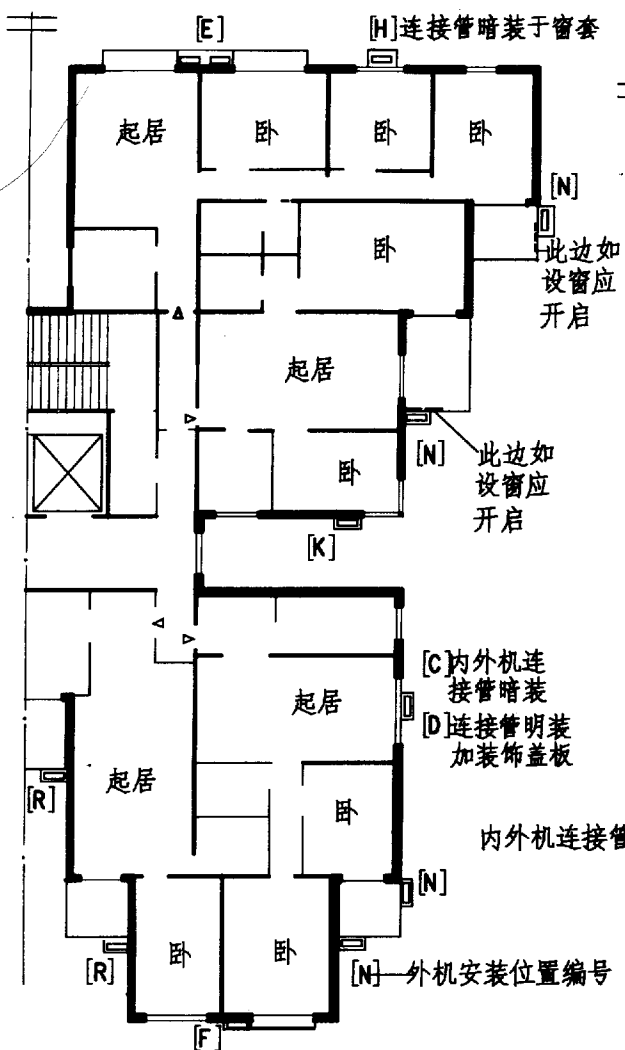 [E]
[H]连接管暗装于窗套
起居
卧
卧
卧
[N]
卧
此边如
设窗应
开启
起居
[N]
此边如
设窗应
开启
卧
[K]
[C]内外机连
接管暗装
起居
[D]连接管明装
加装饰盖板
起居
[R]
卧
内外机连接管
[N]
卧
卧
[R]
[N]外机安装位置编号
[F]